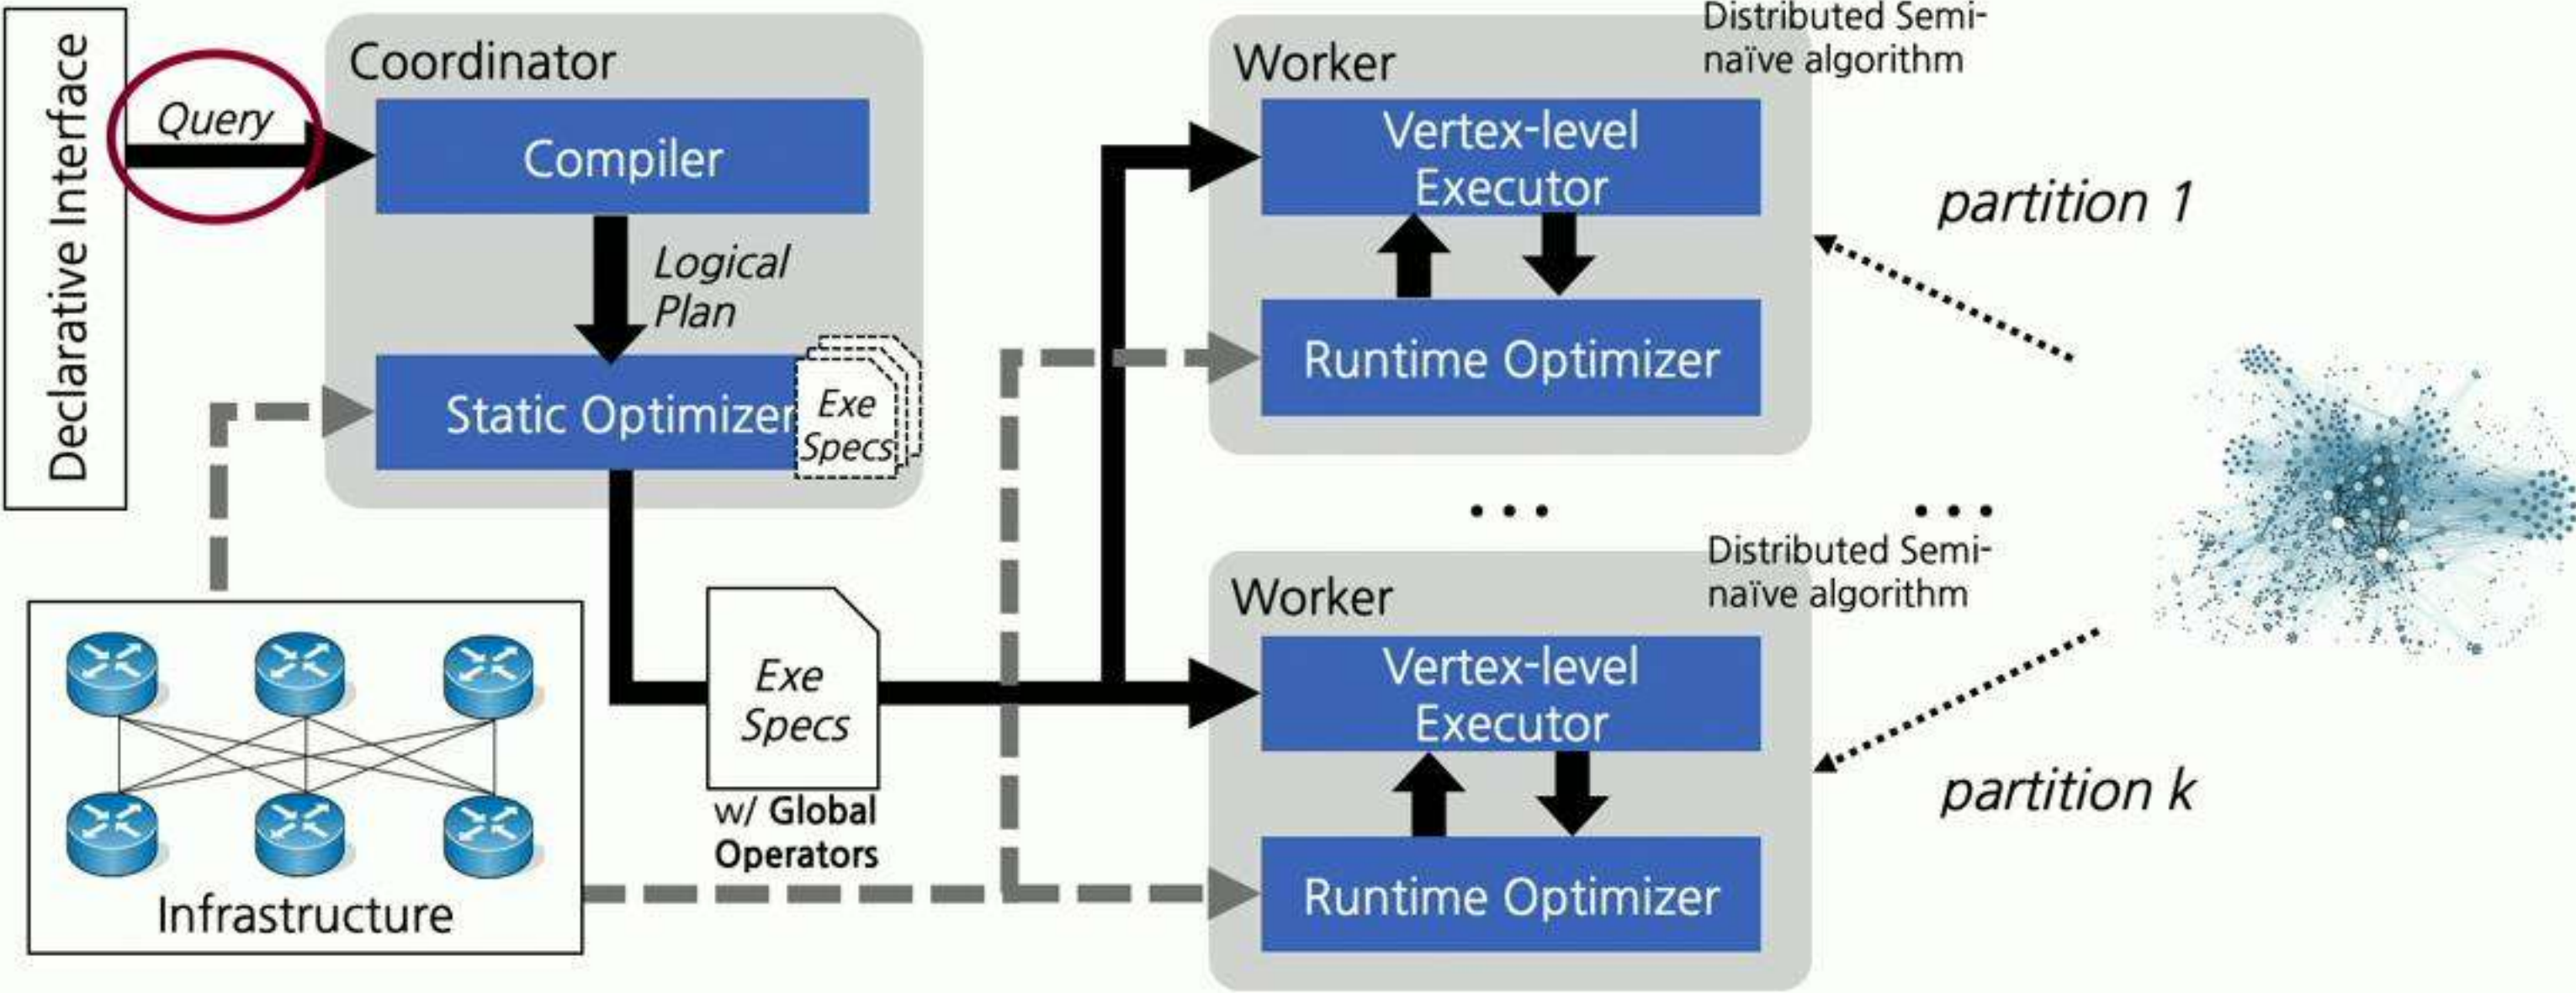 Declarative Interface
Query
Coordinator
Compiler
Logical
Plan
Static Optimizer
Exe
Specs
Infrastructure
Exe
Specs
w/ Global
Operators
Worker
Distributed Semi-
naïve algorithm
Vertex-level
Executor
Runtime Optimizer
partition 1
...
...
Worker
Distributed Semi-
naïve algorithm
Vertex-level
Executor
Runtime Optimizer
partition k